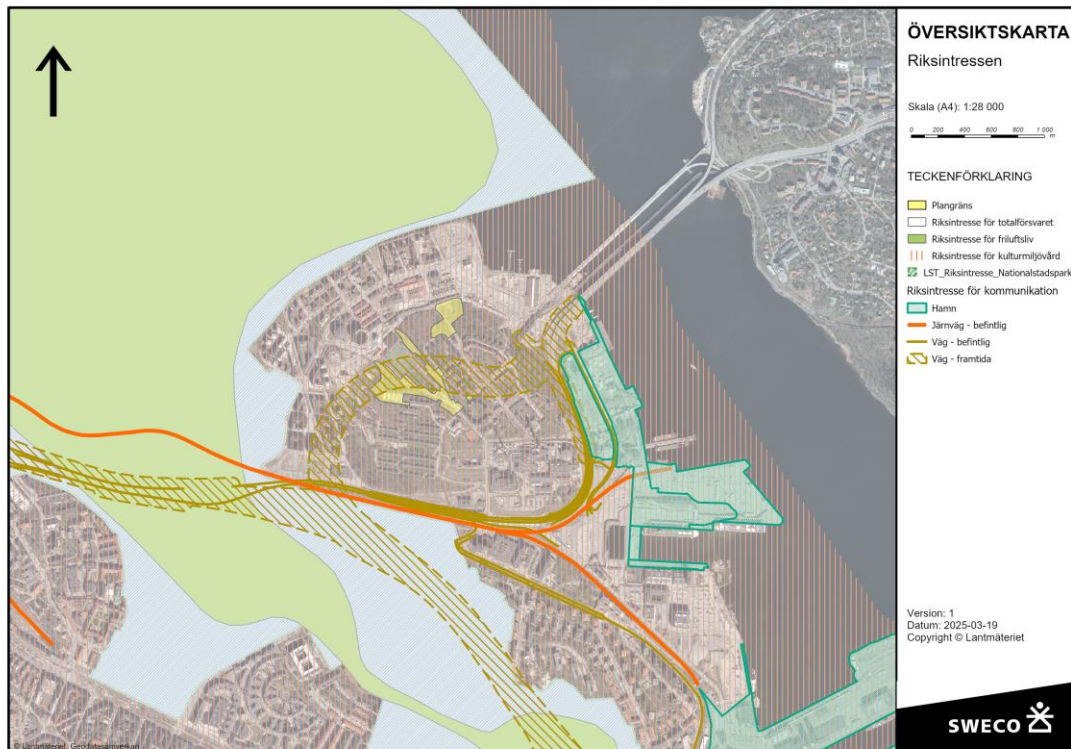 ÖVERSIKTSKARTA
Riksintressen
Skala (A4): 1:28 000
0 200 400 600 800 1 000
m
TECKENFÖRKLARING
Plangräns
Riksintresse för totalförsvaret
Riksintresse för friluftsliv
Riksintresse för kulturmiljövård
LST_Riksintresse_Nationalstadspark
Riksintresse för kommunikation
Hamn
Järnväg - befintlig
Väg - befintlig
Väg - framtida
Version: 1
Datum: 2025-03-19
Copyright © Lantmäteriet
SWECO
© Lantmäteriet, Geodatasamverkan